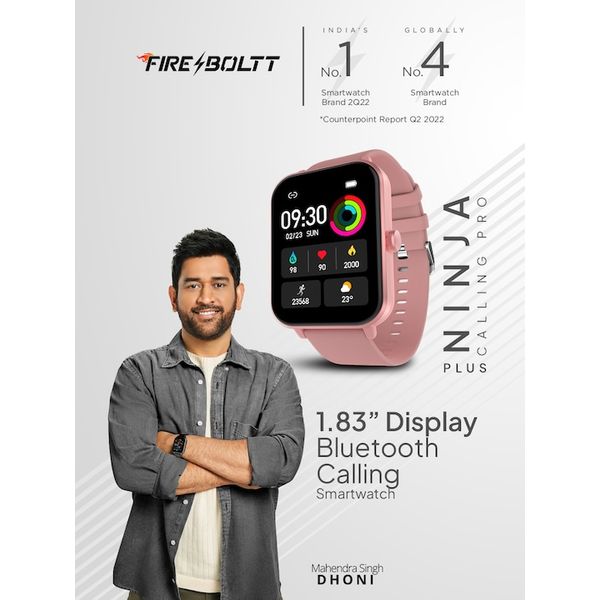 FIRE BOLTT
INDIA'S
No.1
Smartwatch
Brand 2Q22
GLOBALLY
No.4
Smartwatch
Brand
*Counterpoint Report Q2 2022
09:30
02/23 SUN
98 90 2000
23568 23°
NINJA
CALLING PRO
PLUS
1.83” Display
Bluetooth
Calling
Smartwatch
Mahendra Singh
DHONI